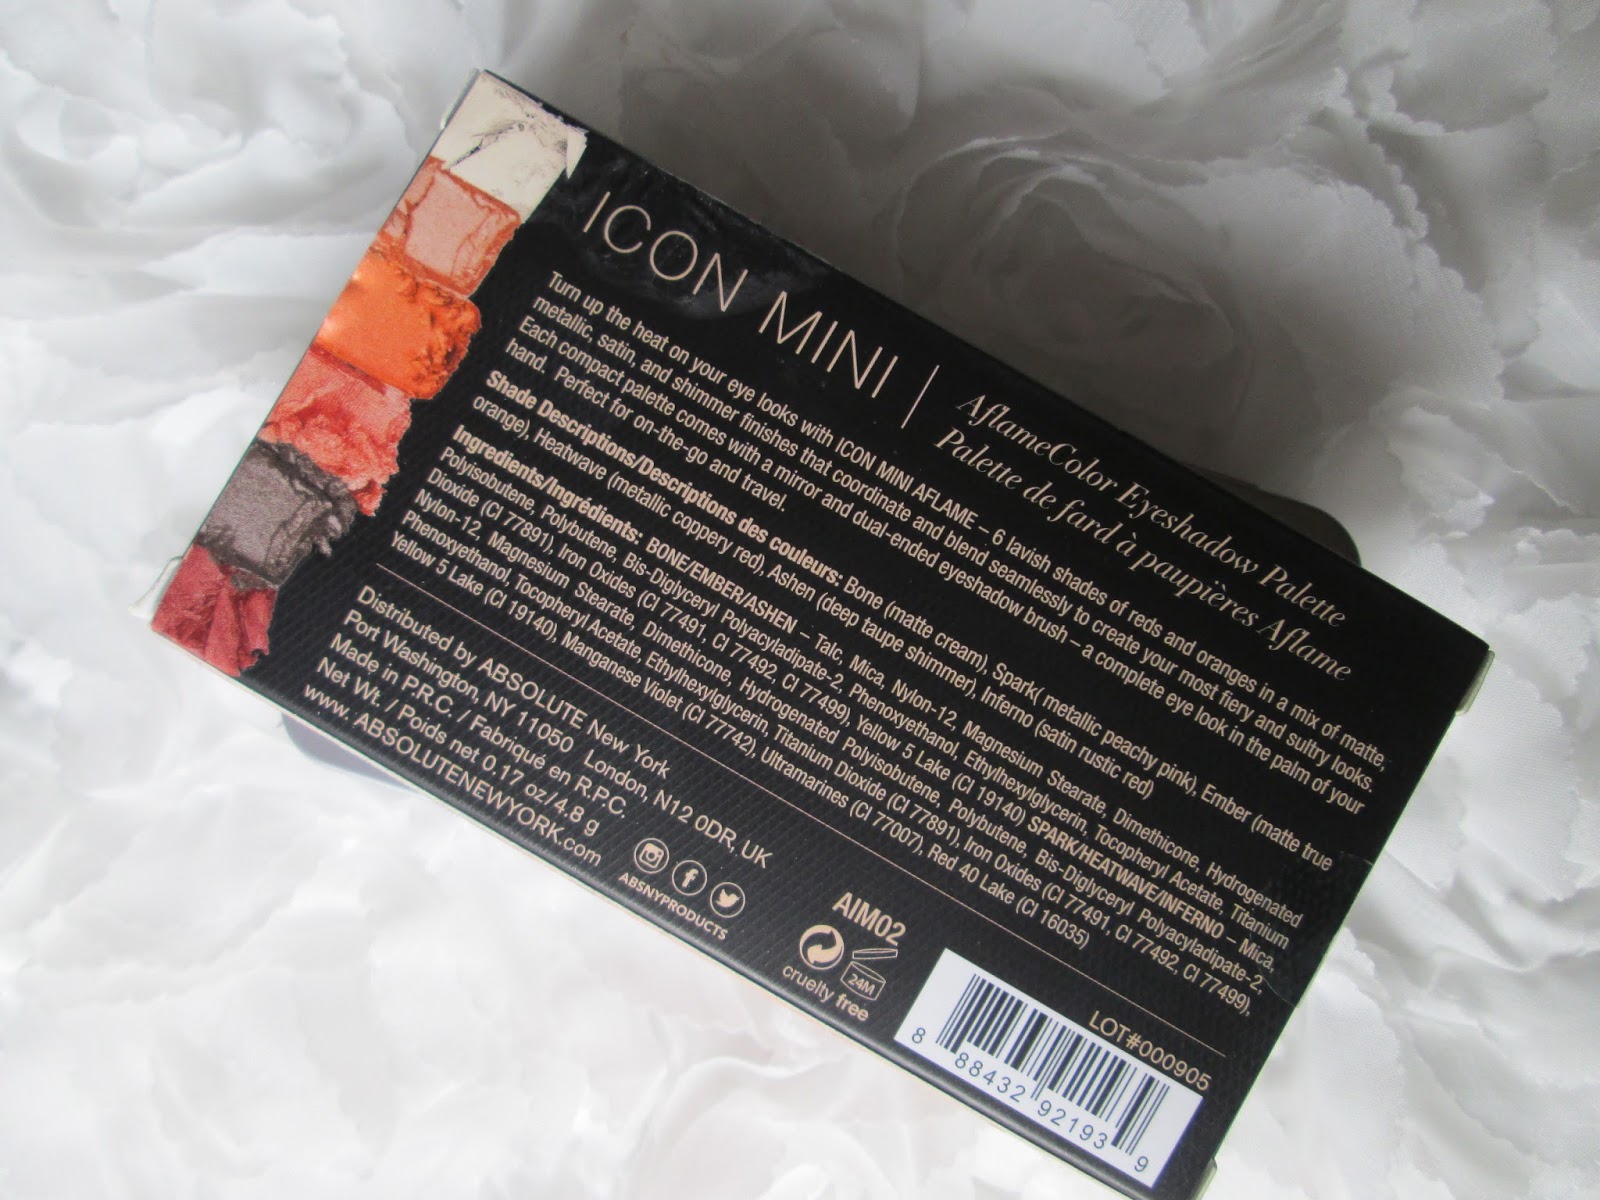 ICON MINI |
AflameColor Eyeshadow Palette
Palette de fard à paupières Aflame
Turn up the heat on your eye looks with ICON MINI AFLAME – 6 lavish shades of reds and oranges in a mix of matte,
metallic, satin, and shimmer finishes that coordinate and blend seamlessly to create your most fiery and sultry looks.
Each compact palette comes with a mirror and dual-ended eyeshadow brush – a complete eye look in the palm of your
hand. Perfect for on-the-go and travel.
Shade Descriptions/Descriptions des couleurs: Bone (matte cream), Spark( metallic peachy pink), Ember (matte true
orange), Heatwave (metallic coppery red), Ashen (deep taupe shimmer), Inferno (satin rustic red)
Ingredients/Ingrédients: BONE/EMBER/ASHEN – Talc, Mica, Nylon-12, Magnesium Stearate, Dimethicone, Hydrogenated
Polyisobutene, Polybutene, Bis-Diglyceryl Polyacyladipate-2, Phenoxyethanol, Ethylhexylglycerin, Tocopheryl Acetate, Titanium
Dioxide (CI 77891), Iron Oxides (CI 77491, CI 77492, CI 77499), Yellow 5 Lake (CI 19140) SPARK/HEATWAVE/INFERNO – Mica,
Nylon-12, Magnesium Stearate, Dimethicone, Hydrogenated Polyisobutene, Polybutene, Bis-Diglyceryl Polyacyladipate-2,
Phenoxyethanol, Tocopheryl Acetate, Ethylhexylglycerin, Titanium Dioxide (CI 77891), Iron Oxides (CI 77491, CI 77492, CI 77499),
Yellow 5 Lake (CI 19140), Manganese Violet (CI 77742), Ultramarines (CI 77007), Red 40 Lake (CI 16035)
Distributed by ABSOLUTE New York
Port Washington, NY 11050 London, N12 0DR, UK
Made in P.R.C. / Fabriqué en R.P.C.
Net Wt. / Poids net 0.17 oz/4.8 g
www. ABSOLUTENEWYORK.com
ABSNYPRODUCTS
AIM02
24M
cruelty free
LOT#000905
8 88432 92193 9